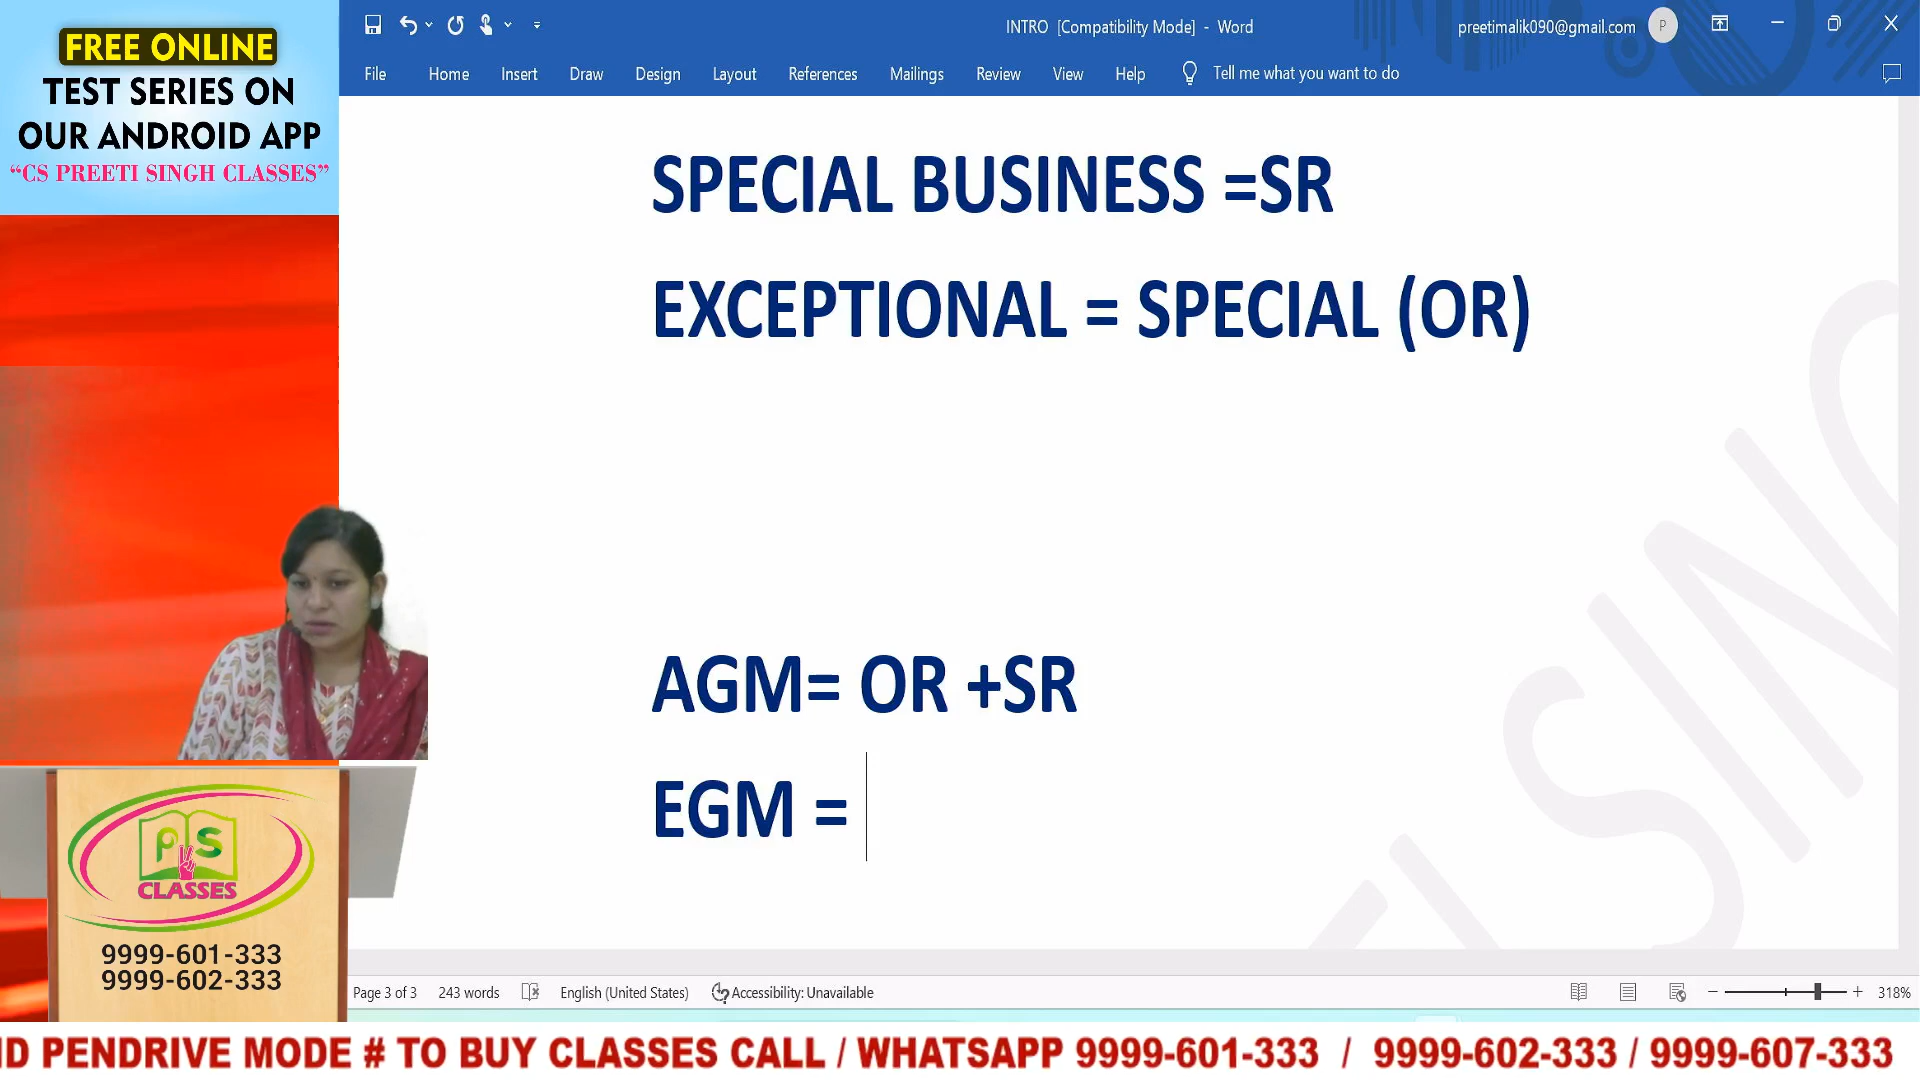 FREE ONLINE
TEST SERIES ON
OUR ANDROID APP
“CS PREETI SINGH CLASSES”
INTRO [Compatibility Mode] - Word
preetimalik090@gmail.com
P
File Home Insert Draw Design Layout References Mailings Review View Help Tell me what you want to do
SPECIAL BUSINESS =SR
EXCEPTIONAL = SPECIAL (OR)
AGM= OR +SR
EGM =
PS
CLASSES
9999-601-333
9999-602-333
Page 3 of 3 243 words English (United States) Accessibility: Unavailable 318%
ID PENDRIVE MODE # TO BUY CLASSES CALL / WHATSAPP 9999-601-333 / 9999-602-333 / 9999-607-333